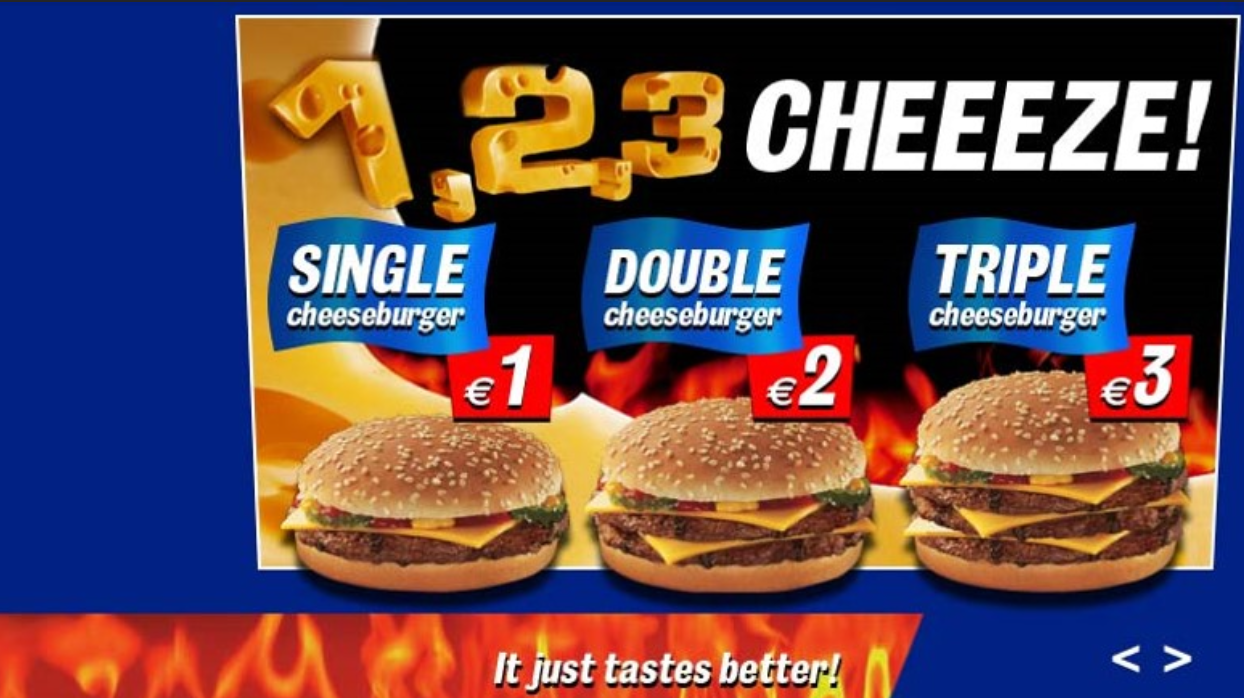 1,2,3 CHEEEZE!
SINGLE
cheeseburger
€1
DOUBLE
cheeseburger
€2
TRIPLE
cheeseburger
€3
It just tastes better!
< >